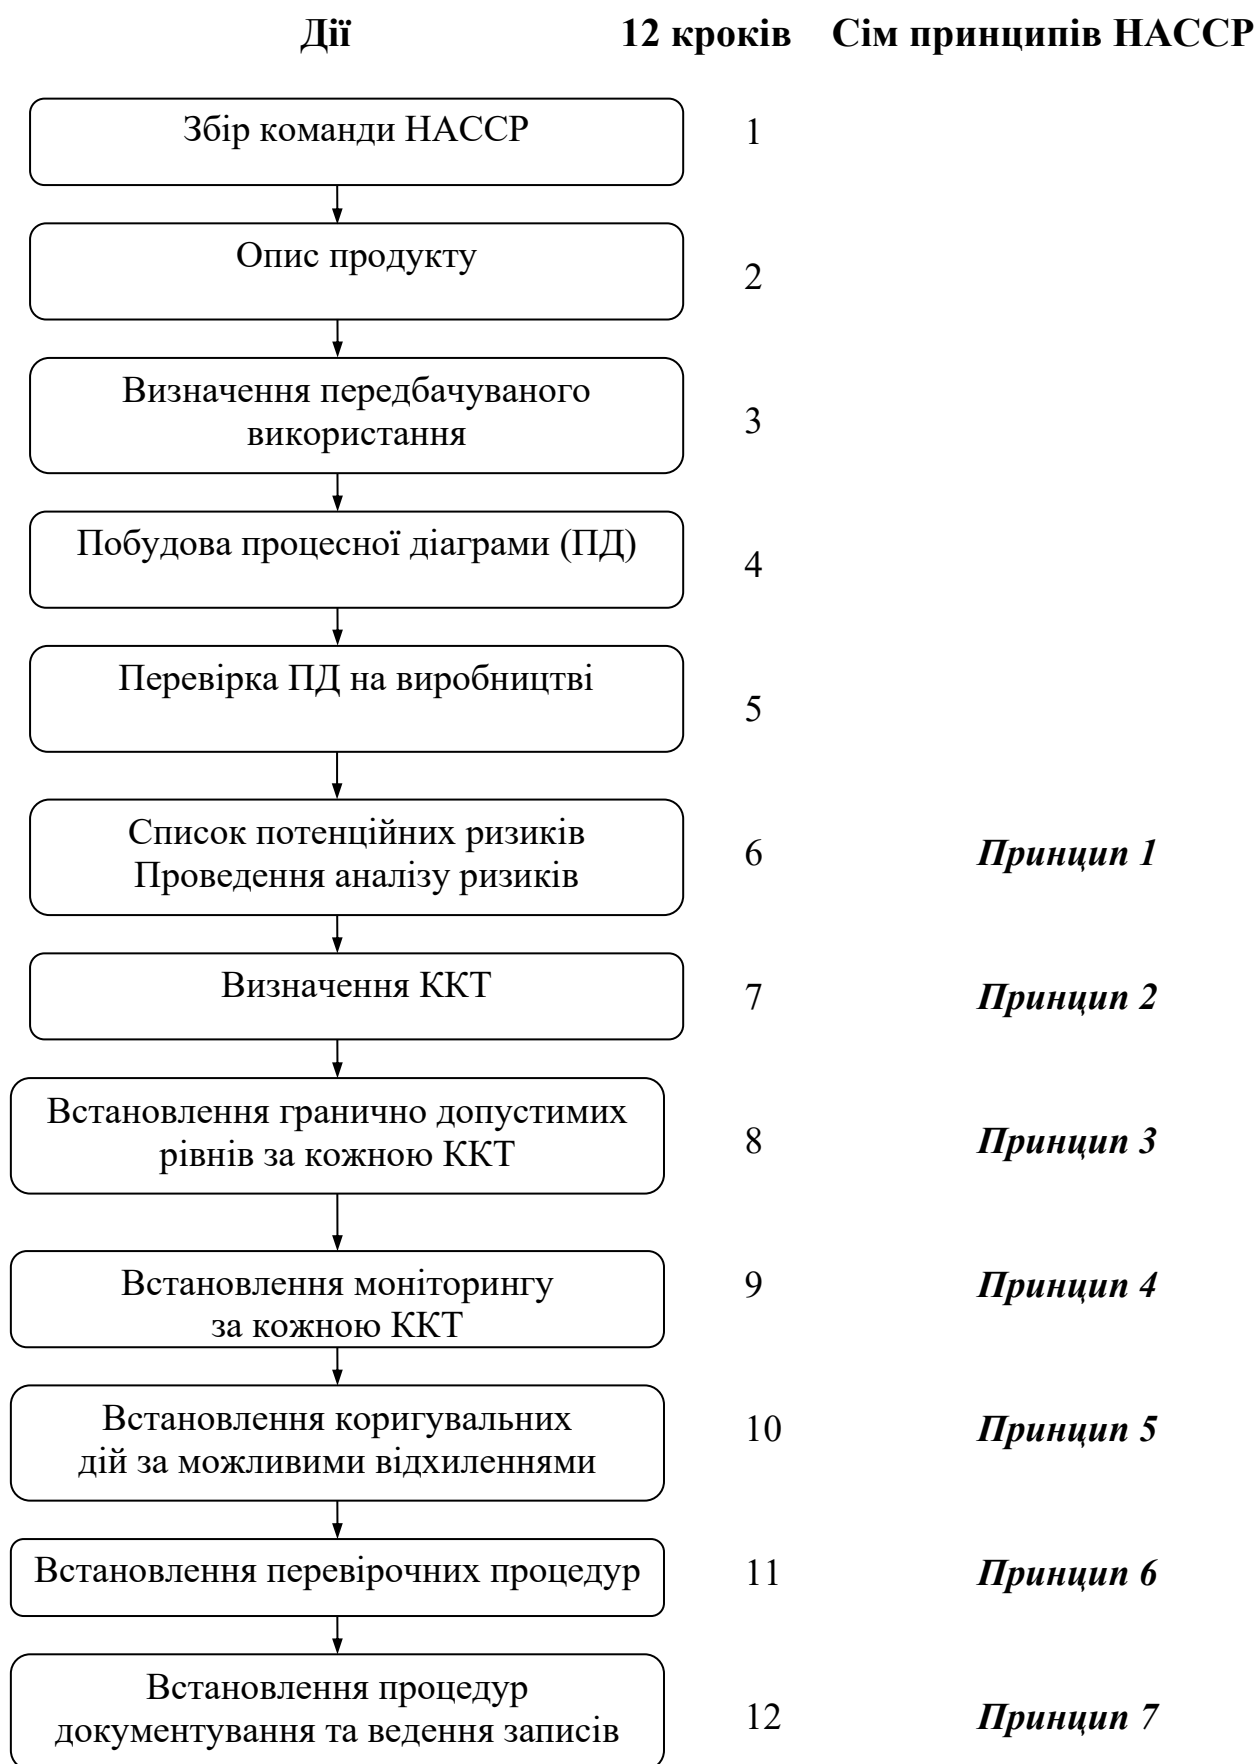 Дії 12 кроків Сім принципів НАССР
Збір команди НАССР 1
Опис продукту 2
Визначення передбачуваного
використання 3
Побудова процесної діаграми (ПД) 4
Перевірка ПД на виробництві 5
Список потенційних ризиків
Проведення аналізу ризиків 6 Принцип 1
Визначення ККТ 7 Принцип 2
Встановлення гранично допустимих
рівнів за кожною ККТ 8 Принцип 3
Встановлення моніторингу
за кожною ККТ 9 Принцип 4
Встановлення коригувальних
дій за можливими відхиленнями 10 Принцип 5
Встановлення перевірочних процедур 11 Принцип 6
Встановлення процедур
документування та ведення записів 12 Принцип 7